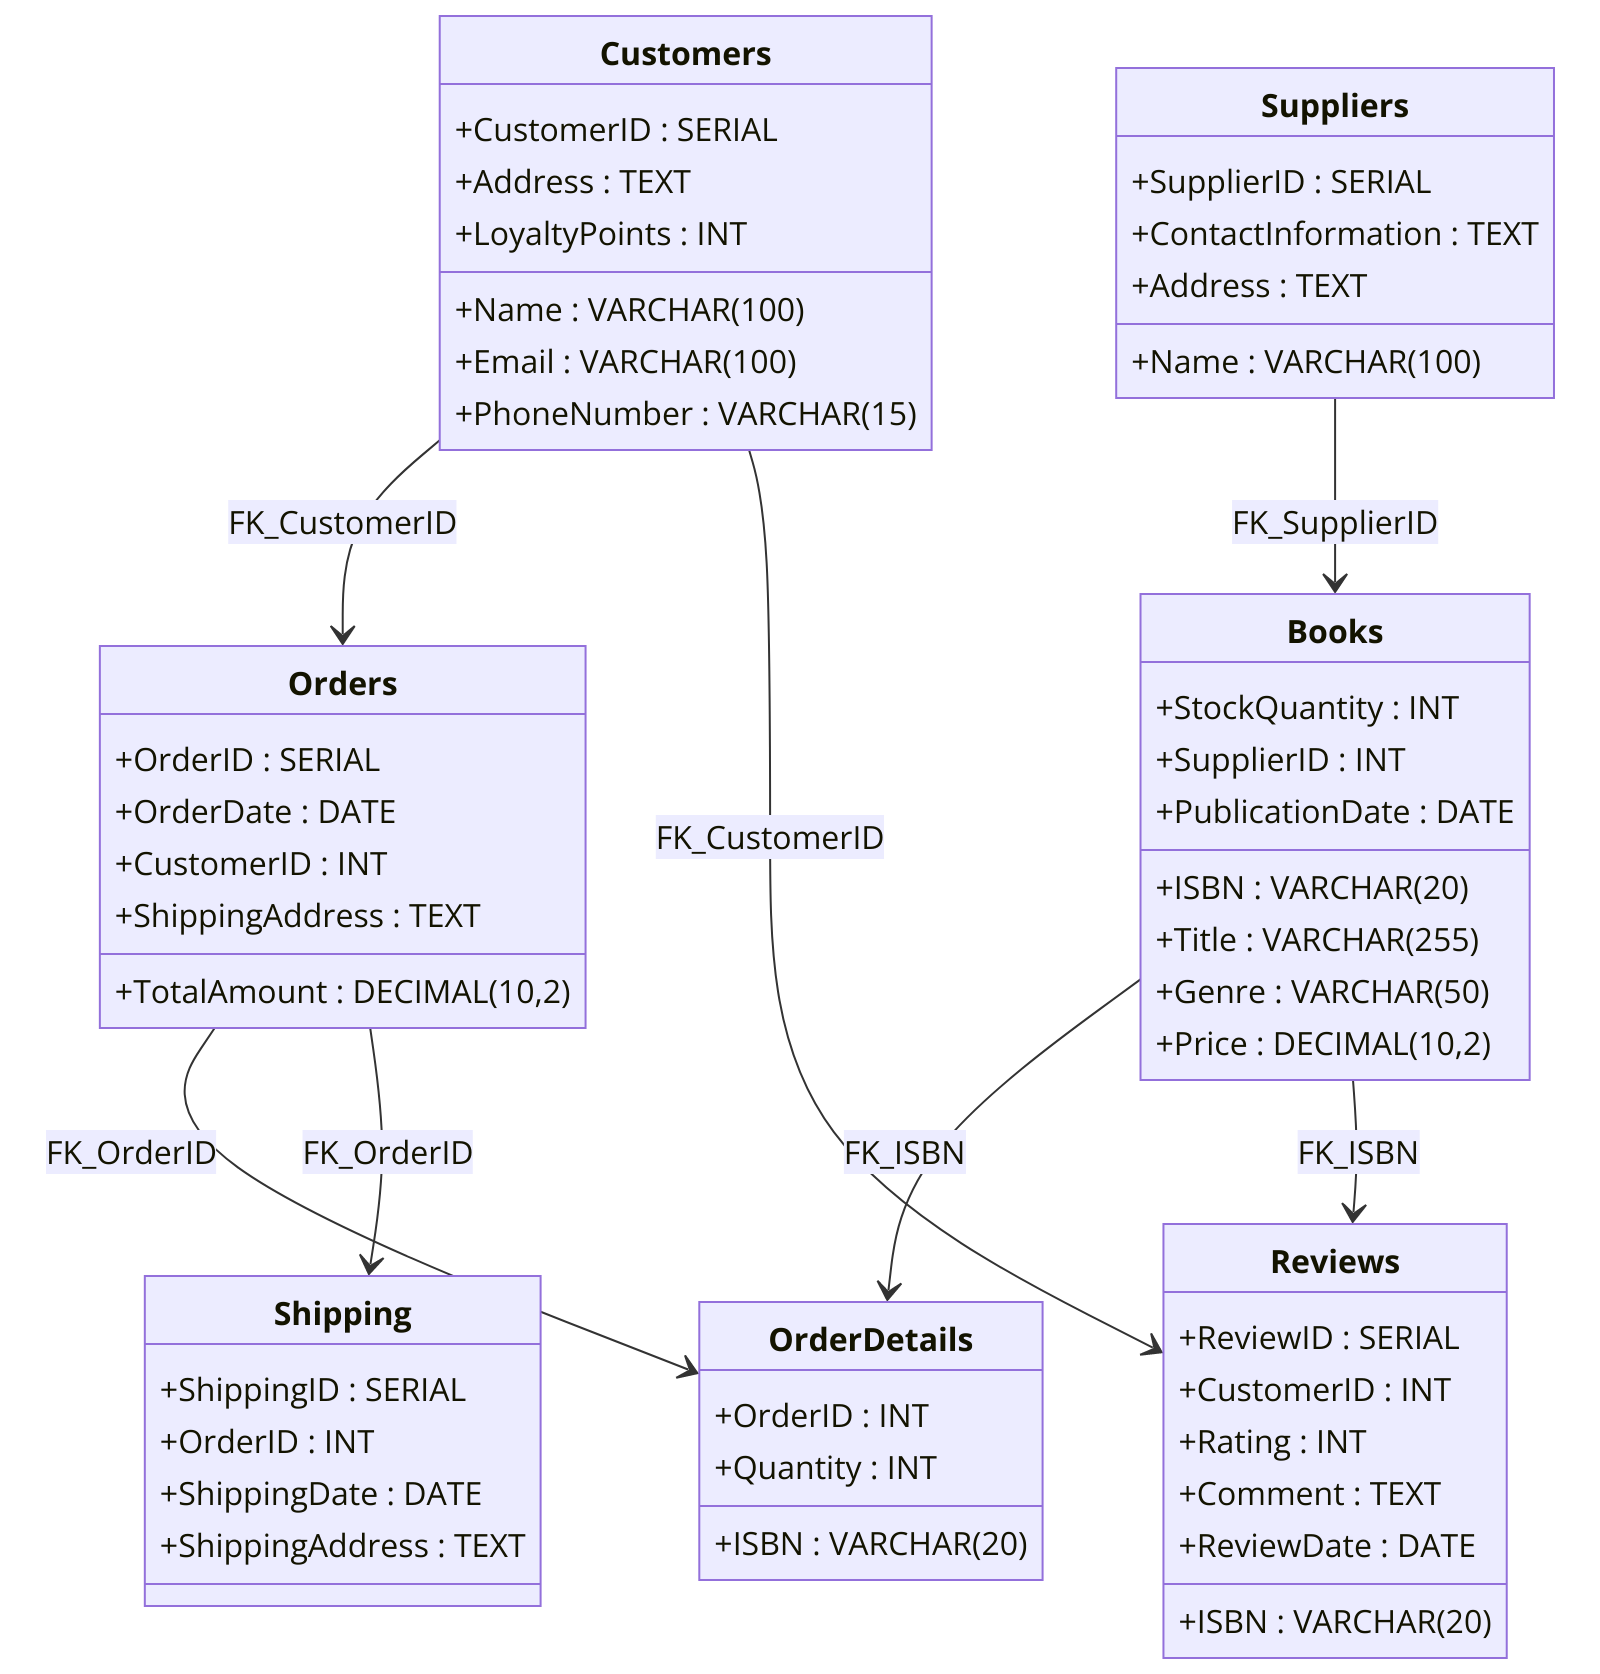 Customers
+CustomerID : SERIAL
+Address : TEXT
+LoyaltyPoints : INT
+Name : VARCHAR(100)
+Email : VARCHAR(100)
+PhoneNumber : VARCHAR(15)
Suppliers
+SupplierID : SERIAL
+ContactInformation : TEXT
+Address : TEXT
+Name : VARCHAR(100)
FK_CustomerID
FK_SupplierID
Orders
+OrderID : SERIAL
+OrderDate : DATE
+CustomerID : INT
+ShippingAddress : TEXT
+TotalAmount : DECIMAL(10,2)
FK_CustomerID
Books
+StockQuantity : INT
+SupplierID : INT
+PublicationDate : DATE
+ISBN : VARCHAR(20)
+Title : VARCHAR(255)
+Genre : VARCHAR(50)
+Price : DECIMAL(10,2)
FK_OrderID
FK_OrderID
FK_ISBN
FK_ISBN
Shipping
+ShippingID : SERIAL
+OrderID : INT
+ShippingDate : DATE
+ShippingAddress : TEXT
OrderDetails
+OrderID : INT
+Quantity : INT
+ISBN : VARCHAR(20)
Reviews
+ReviewID : SERIAL
+CustomerID : INT
+Rating : INT
+Comment : TEXT
+ReviewDate : DATE
+ISBN : VARCHAR(20)